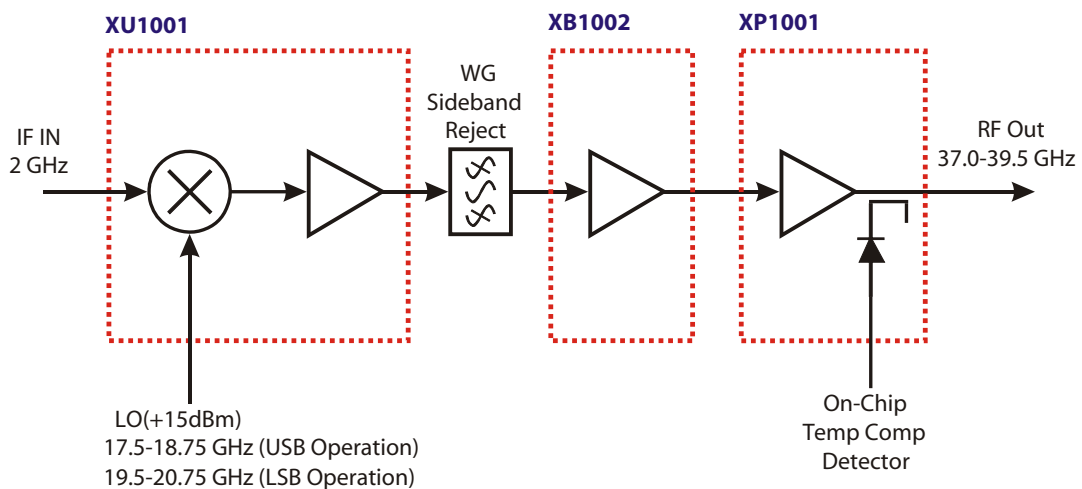 XU1001
XB1002
XP1001
WG
Sideband
Reject
IF IN
2 GHz
RF Out
37.0-39.5 GHz
LO(+15dBm)
17.5-18.75 GHz (USB Operation)
19.5-20.75 GHz (LSB Operation)
On-Chip
Temp Comp
Detector